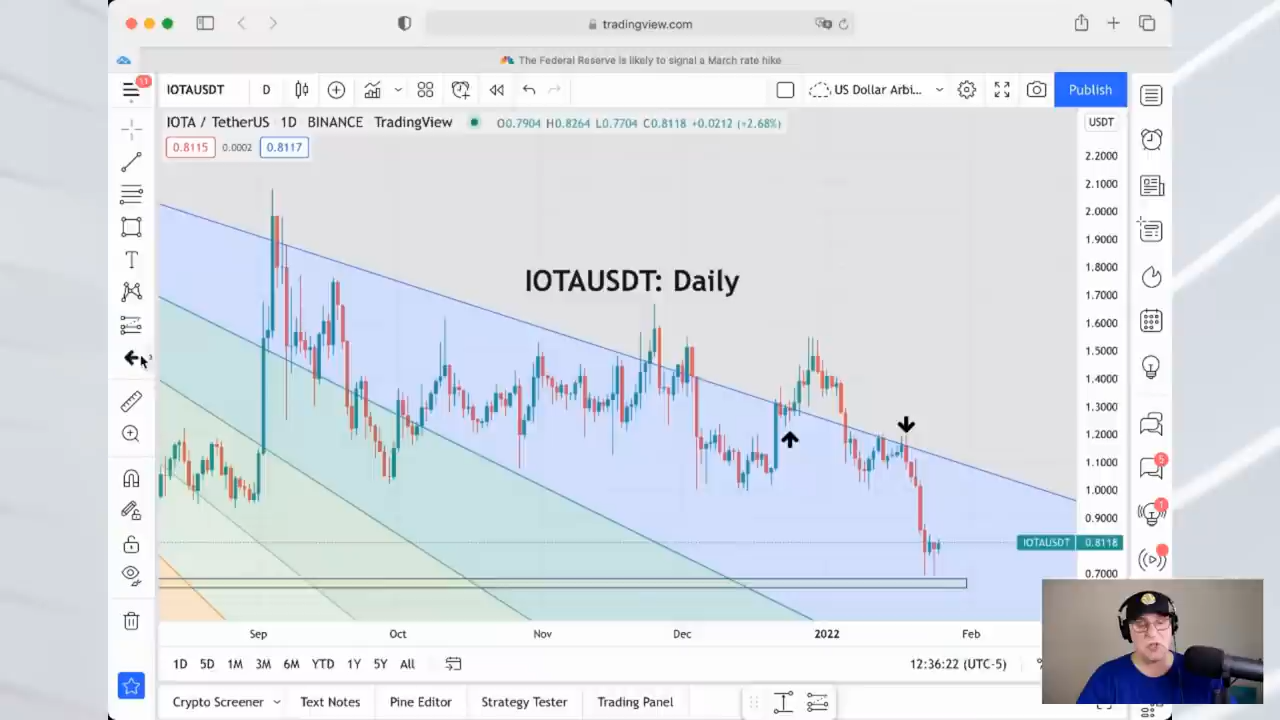 tradingview.com
The Federal Reserve is likely to signal a March rate hike
11
IOTAUSDT D US Dollar Arbi... Publish
IOTA / TetherUS 1D BINANCE TradingView O0.7904 H0.8264 L0.7704 C0.8118 +0.0212 (+2.68%) USDT
0.8115 0.0002 0.8117
2.2000
2.1000
2.0000
1.9000
1.8000
IOTAUSDT: Daily
1.7000
1.6000
1.5000
1.4000
1.3000
1.2000
1.1000
5
1.0000
1
0.9000
IOTAUSDT 0.8118
0.7000
Sep Oct Nov Dec 2022 Feb
1D 5D 1M 3M 6M YTD 1Y 5Y All 12:36:22 (UTC-5) %
Crypto Screener Text Notes Pine Editor Strategy Tester Trading Panel